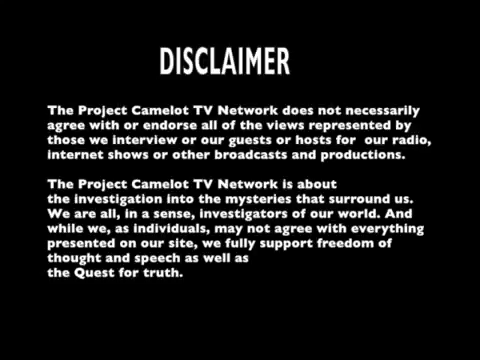 DISCLAIMER
The Project Camelot TV Network does not necessarily
agree with or endorse all of the views represented by
those we interview or our guests or hosts for our radio,
internet shows or other broadcasts and productions.
The Project Camelot TV Network is about
the investigation into the mysteries that surround us.
We are all, in a sense, investigators of our world. And
while we, as individuals, may not agree with everything
presented on our site, we fully support freedom of
thought and speech as well as
the Quest for truth.